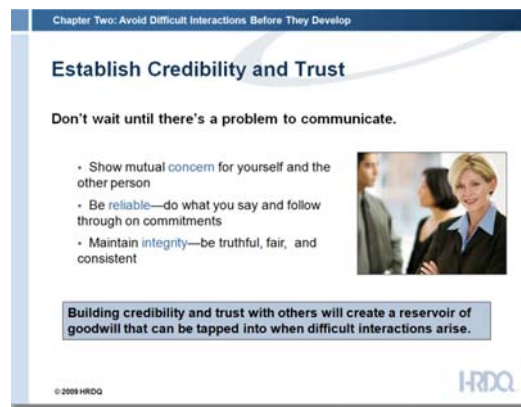 Chapter Two: Avoid Difficult Interactions Before They Develop
Establish Credibility and Trust
Don't wait until there's a problem to communicate.
• Show mutual concern for yourself and the
other person
• Be reliable—do what you say and follow
through on commitments
• Maintain integrity—be truthful, fair, and
consistent
Building credibility and trust with others will create a reservoir of
goodwill that can be tapped into when difficult interactions arise.
© 2009 HRDQ
HRDQ